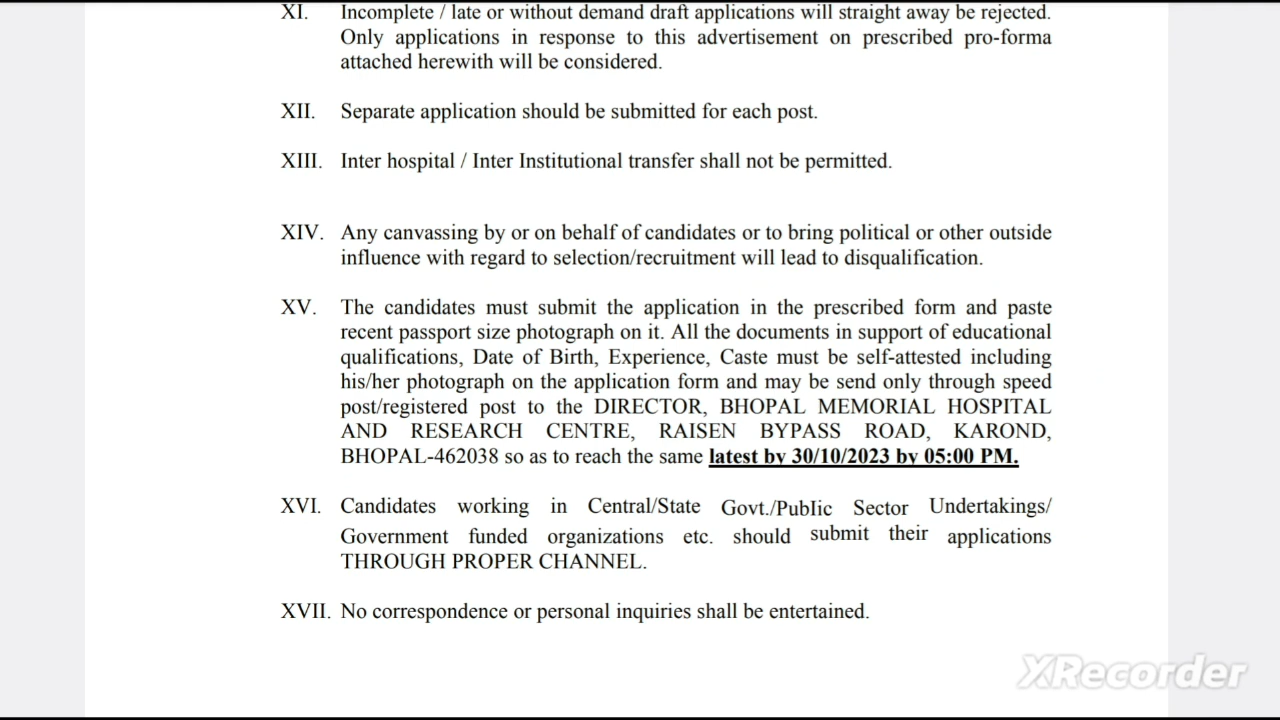 XI. Incomplete / late or without demand draft applications will straight away be rejected.
Only applications in response to this advertisement on prescribed pro-forma
attached herewith will be considered.
XII. Separate application should be submitted for each post.
XIII. Inter hospital / Inter Institutional transfer shall not be permitted.
XIV. Any canvassing by or on behalf of candidates or to bring political or other outside
influence with regard to selection/recruitment will lead to disqualification.
XV. The candidates must submit the application in the prescribed form and paste
recent passport size photograph on it. All the documents in support of educational
qualifications, Date of Birth, Experience, Caste must be self-attested including
his/her photograph on the application form and may be send only through speed
post/registered post to the DIRECTOR, BHOPAL MEMORIAL HOSPITAL
AND RESEARCH CENTRE, RAISEN BYPASS ROAD, KAROND,
BHOPAL-462038 so as to reach the same latest by 30/10/2023 by 05:00 PM.
XVI. Candidates working in Central/State Govt./Public Sector Undertakings/
Government funded organizations etc. should submit their applications
THROUGH PROPER CHANNEL.
XVII. No correspondence or personal inquiries shall be entertained.
XRecorder